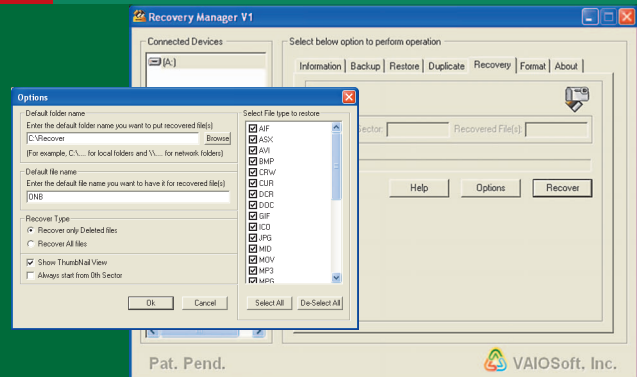 Recovery Manager V1
Connected Devices
(A:)
Select below option to perform operation
Information Backup Restore Duplicate Recovery Format About
Sector: Recovered File(s):
Help Options Recover
Options
Default folder name
Enter the default folder name you want to put recovered file(s)
C:\Recover Browse
(For example, C:\.... for local folders and \\.... for network folders)
Default file name
Enter the default file name you want to have it for recovered file(s)
ONB
Recover Type
Recover only Deleted files
Recover All files
Show ThumbNail View
Always start from 0th Sector
Ok Cancel
Select File type to restore
AIF
ASX
AVI
BMP
CRW
CUR
DCR
DOC
GIF
ICO
JPG
MID
MOV
MP3
MPG
Select All De-Select All
Pat. Pend.
VAIOSoft, Inc.